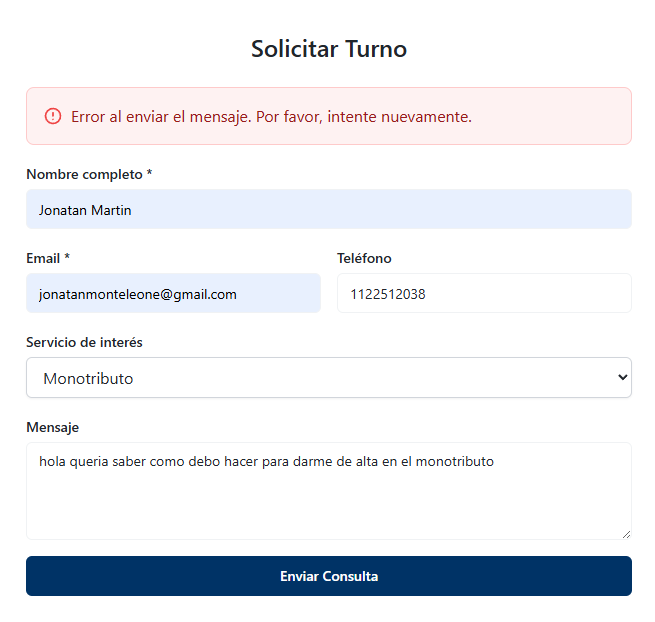 Solicitar Turno
Error al enviar el mensaje. Por favor, intente nuevamente.
Nombre completo *
Jonatan Martin
Email * Teléfono
jonatanmonteleone@gmail.com 1122512038
Servicio de interés
Monotributo
Mensaje
hola queria saber como debo hacer para darme de alta en el monotributo
Enviar Consulta